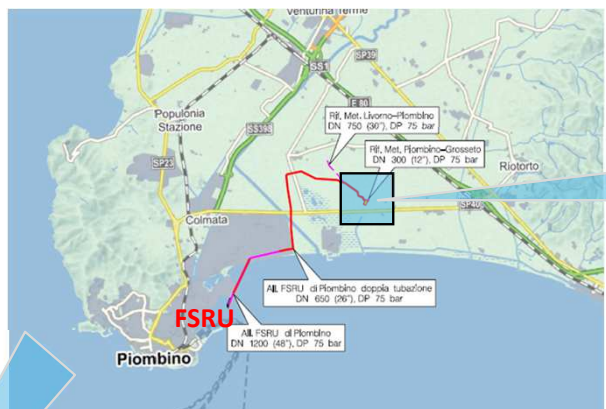 Venturina Terme
SP39
SS1
E 80
Populonia
Stazione
SS398
Rif. Met. Livorno-Piombino
DN 750 (30"), DP 75 bar
Rif. Met. Piombino-Grosseto
DN 300 (12"), DP 75 bar
Riotorto
SP23
Colmata
SP40
All. FSRU di Piombino doppia tubazione
DN 650 (26"), DP 75 bar
FSRU
All. FSRU di Piombino
DN 1200 (48"), DP 75 bar
Piombino